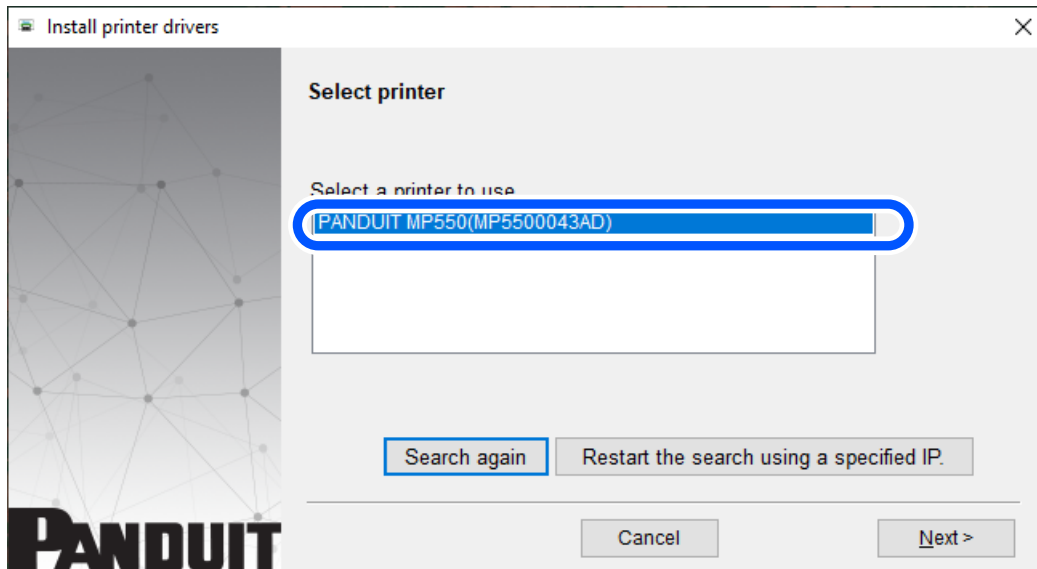 Install printer drivers
Select printer
Select a printer to use
PANDUIT MP550(MP5500043AD)
Search again
Restart the search using a specified IP.
Cancel
Next >
PANDUIT